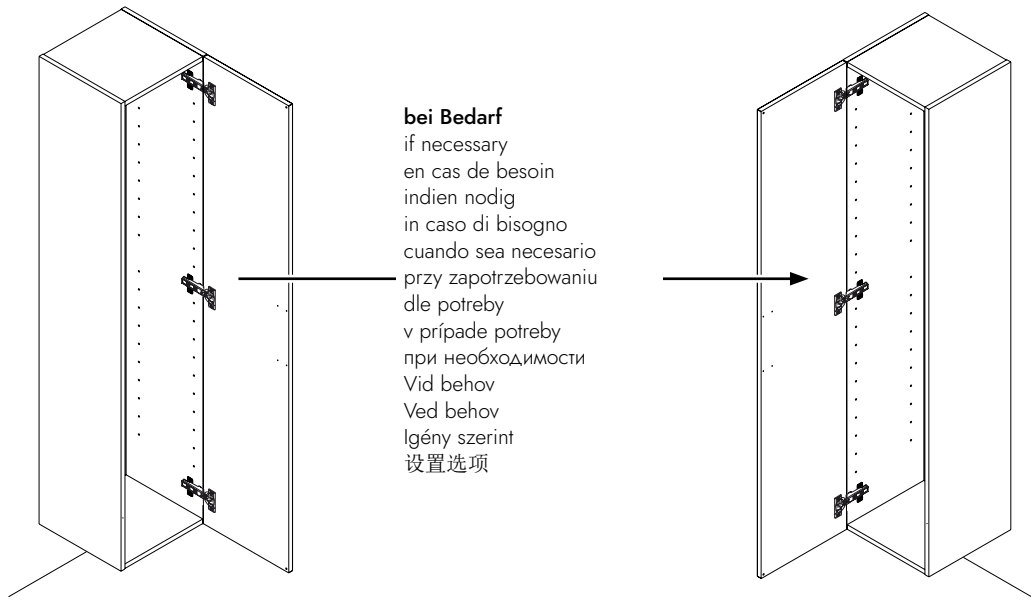 bei Bedarf
if necessary
en cas de besoin
indien nodig
in caso di bisogno
cuando sea necesario
przy zapotrzebowaniu
dle potreby
v prípade potreby
при необходимости
Vid behov
Ved behov
Igény szerint
设置选项